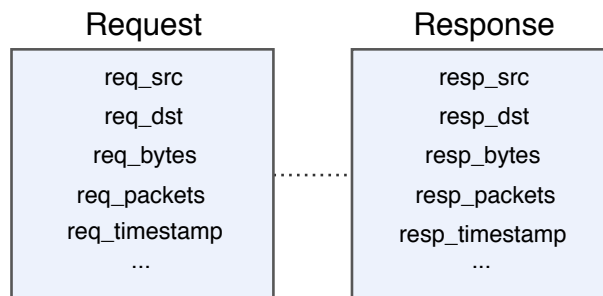 Request
req_src
req_dst
req_bytes
req_packets
req_timestamp
...
Response
resp_src
resp_dst
resp_bytes
resp_packets
resp_timestamp
...